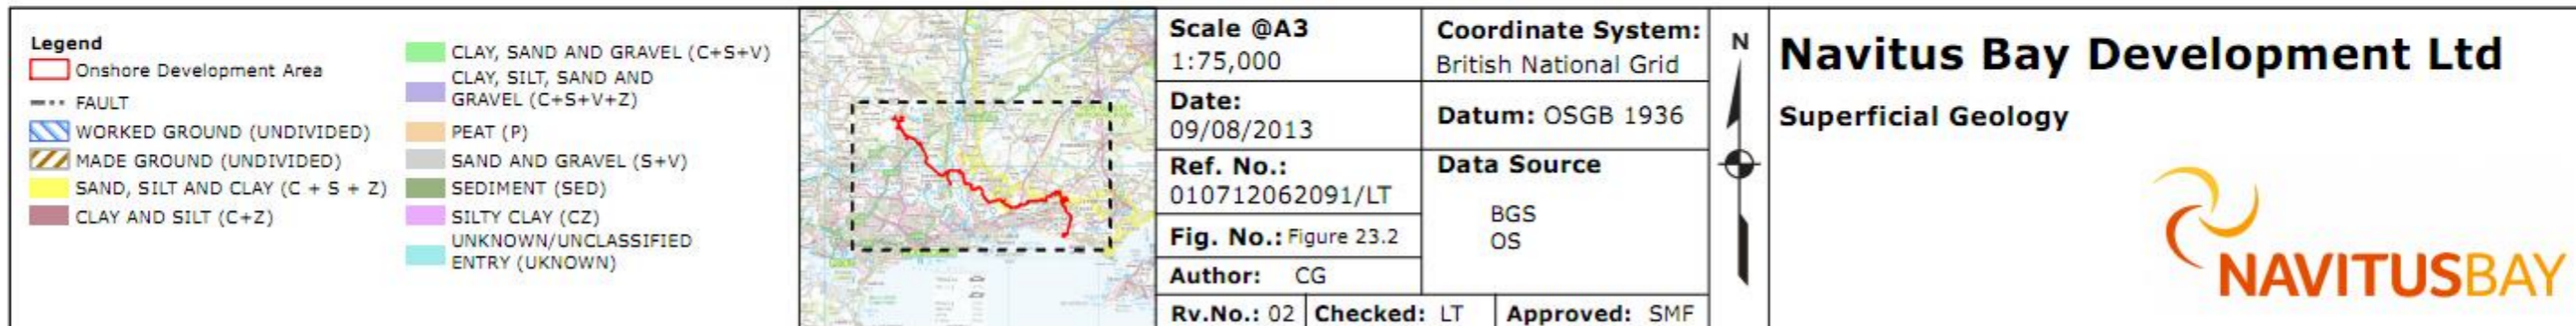 Legend
Onshore Development Area
FAULT
WORKED GROUND (UNDIVIDED)
MADE GROUND (UNDIVIDED)
SAND, SILT AND CLAY (C + S + Z)
CLAY AND SILT (C+Z)
CLAY, SAND AND GRAVEL (C+S+V)
CLAY, SILT, SAND AND
GRAVEL (C+S+V+Z)
PEAT (P)
SAND AND GRAVEL (S+V)
SEDIMENT (SED)
SILTY CLAY (CZ)
UNKNOWN/UNCLASSIFIED
ENTRY (UKNOWN)
Scale @A3
1:75,000
Date:
09/08/2013
Ref. No.:
010712062091/LT
Fig. No.: Figure 23.2
Author: CG
Rv.No.: 02 Checked: LT Approved: SMF
Coordinate System:
British National Grid
Datum: OSGB 1936
Data Source
BGS
OS
N
Navitus Bay Development Ltd
Superficial Geology
NAVITUSBAY